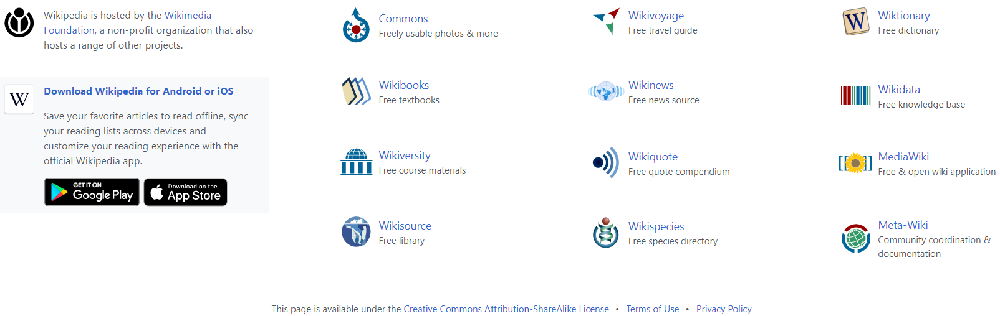 Wikipedia is hosted by the Wikimedia
Foundation, a non-profit organization that also
hosts a range of other projects.
W
Download Wikipedia for Android or iOS
Save your favorite articles to read offline, sync
your reading lists across devices and
customize your reading experience with the
official Wikipedia app.
GET IT ON
Google Play
Download on the
App Store
Commons
Freely usable photos & more
Wikivoyage
Free travel guide
W
Wiktionary
Free dictionary
Wikibooks
Free textbooks
Wikinews
Free news source
Wikidata
Free knowledge base
Wikiversity
Free course materials
Wikiquote
Free quote compendium
MediaWiki
Free & open wiki application
Wikisource
Free library
Wikispecies
Free species directory
Meta-Wiki
Community coordination &
documentation
This page is available under the Creative Commons Attribution-ShareAlike License • Terms of Use • Privacy Policy